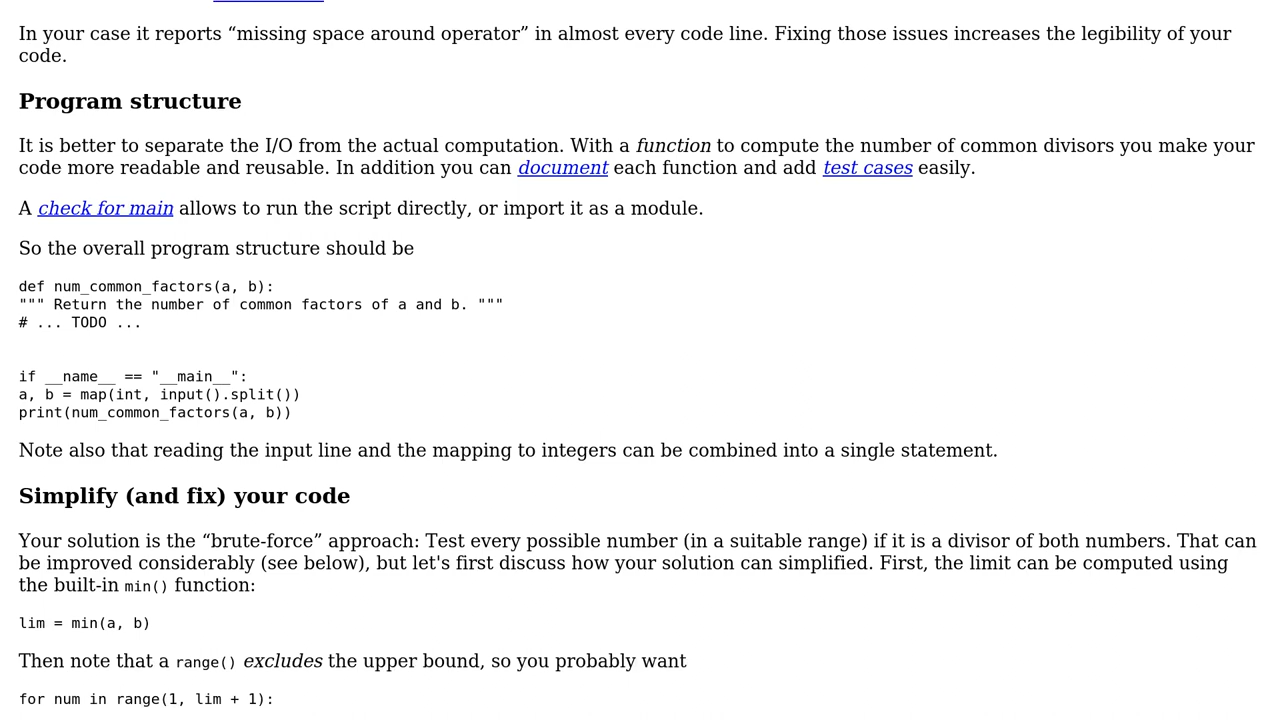 In your case it reports “missing space around operator” in almost every code line. Fixing those issues increases the legibility of your
code.
Program structure
It is better to separate the I/O from the actual computation. With a function to compute the number of common divisors you make your
code more readable and reusable. In addition you can document each function and add test cases easily.
A check for main allows to run the script directly, or import it as a module.
So the overall program structure should be
def num_common_factors(a, b):
""" Return the number of common factors of a and b. """
# ... TODO ...
if __name__ == "__main__":
a, b = map(int, input().split())
print(num_common_factors(a, b))
Note also that reading the input line and the mapping to integers can be combined into a single statement.
Simplify (and fix) your code
Your solution is the “brute-force” approach: Test every possible number (in a suitable range) if it is a divisor of both numbers. That can
be improved considerably (see below), but let's first discuss how your solution can simplified. First, the limit can be computed using
the built-in min() function:
lim = min(a, b)
Then note that a range() excludes the upper bound, so you probably want
for num in range(1, lim + 1):